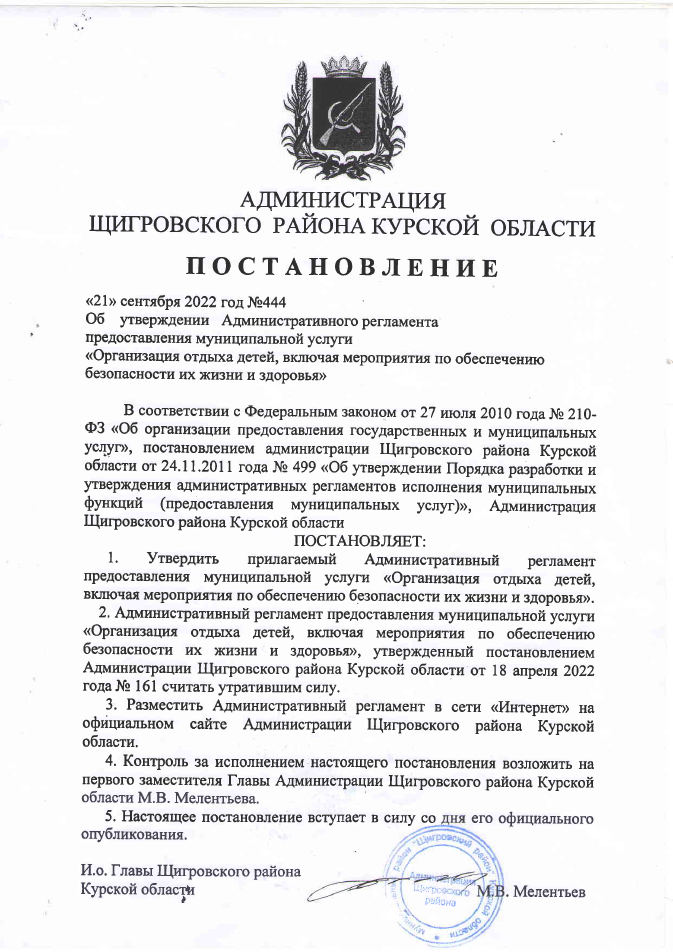 АДМИНИСТРАЦИЯ
ЩИГРОВСКОГО РАЙОНА КУРСКОЙ ОБЛАСТИ
ПОСТАНОВЛЕНИЕ
«21» сентября 2022 год №444
Об утверждении Административного регламента
предоставления муниципальной услуги
«Организация отдыха детей, включая мероприятия по обеспечению
безопасности их жизни и здоровья»
В соответствии с Федеральным законом от 27 июля 2010 года № 210-
ФЗ «Об организации предоставления государственных и муниципальных
услуг», постановлением администрации Щигровского района Курской
области от 24.11.2011 года № 499 «Об утверждении Порядка разработки и
утверждения административных регламентов исполнения муниципальных
функций (предоставления муниципальных услуг)», Администрация
Щигровского района Курской области
ПОСТАНОВЛЯЕТ:
1. Утвердить прилагаемый Административный регламент
предоставления муниципальной услуги «Организация отдыха детей,
включая мероприятия по обеспечению безопасности их жизни и здоровья».
2. Административный регламент предоставления муниципальной услуги
«Организация отдыха детей, включая мероприятия по обеспечению
безопасности их жизни и здоровья», утвержденный постановлением
Администрации Щигровского района Курской области от 18 апреля 2022
года № 161 считать утратившим силу.
3. Разместить Административный регламент в сети «Интернет» на
официальном сайте Администрации Щигровского района Курской
области.
4. Контроль за исполнением настоящего постановления возложить на
первого заместителя Главы Администрации Щигровского района Курской
области М.В. Мелентьева.
5. Настоящее постановление вступает в силу со дня его официального
опубликования.
И.о. Главы Щигровского района
Курской области М.В. Мелентьев
Администрация
Щигровского
района
район "Щигровский район" Курской области